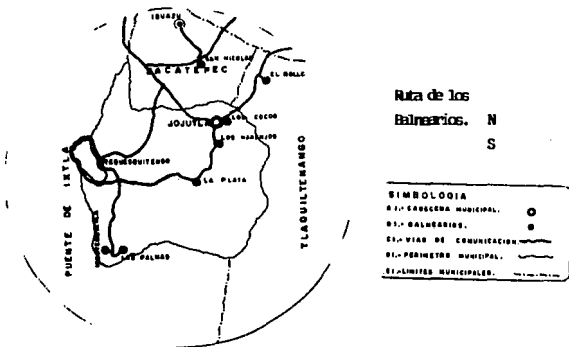 IGUAZU
SAN NICOLAS
ZACATEPEC
EL ROLLO
JOJUTLA
LOS COCOS
LOS NARANJOS
TEQUESQUITENGO
LA PLATA
PUENTE DE IXTLA
TLAQUILTENANGO
LAS PALMAS
Ruta de los
Balnearios. N
S
SIMBOLOGIA
A).- CABECERA MUNICIPAL.
B).- BALNEARIOS.
C).- VIAS DE COMUNICACION
D).- PERIMETRO MUNICIPAL.
E).- LIMITES MUNICIPALES.